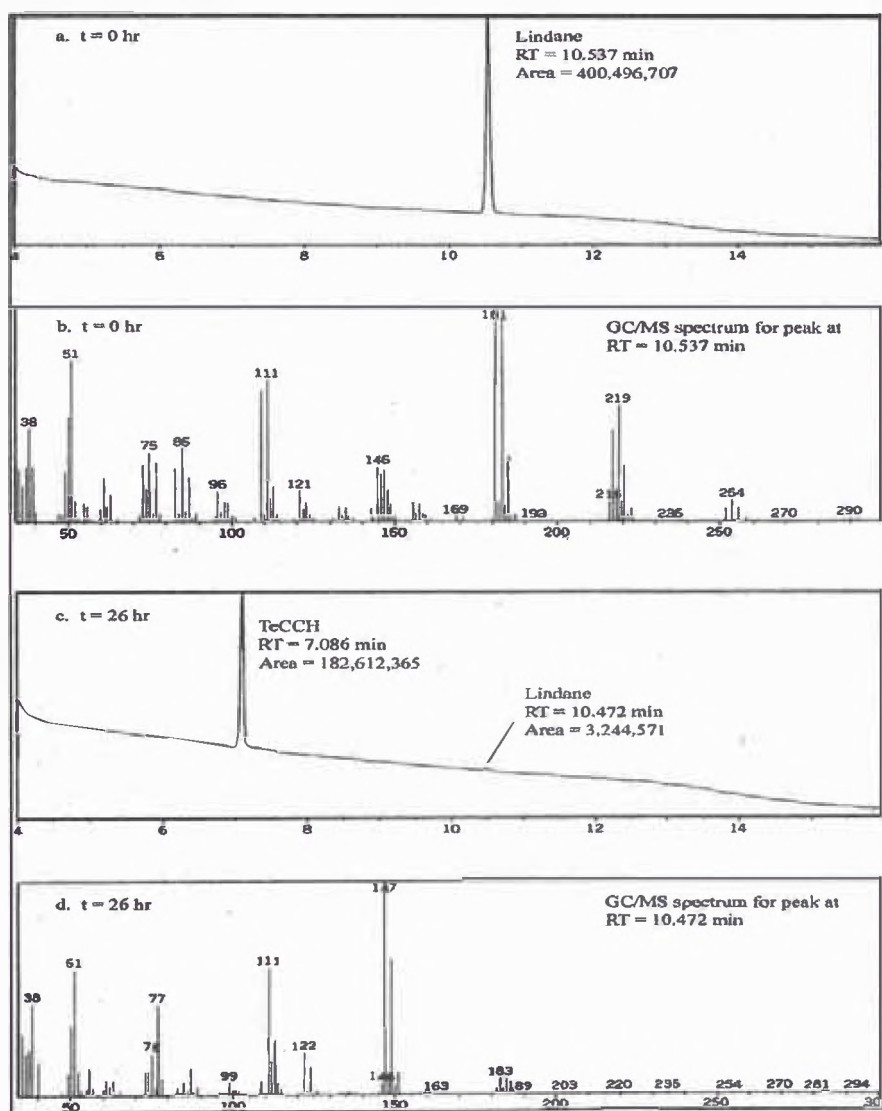 a. t = 0 hr
Lindane
RT = 10.537 min
Area = 400,496,707
4 6 8 10 12 14
b. t = 0 hr
GC/MS spectrum for peak at
RT = 10.537 min
38 51 75 85 96 111 121 146 169 181 193 219 235 254 270 290
50 100 150 200 250
c. t = 26 hr
TeCCH
RT = 7.086 min
Area = 182,612,365
Lindane
RT = 10.472 min
Area = 3,244,571
4 6 8 10 12 14
d. t = 26 hr
GC/MS spectrum for peak at
RT = 10.472 min
38 51 77 99 111 122 147 163 183 189 203 220 235 254 270 281 294
50 100 150 200 250 30